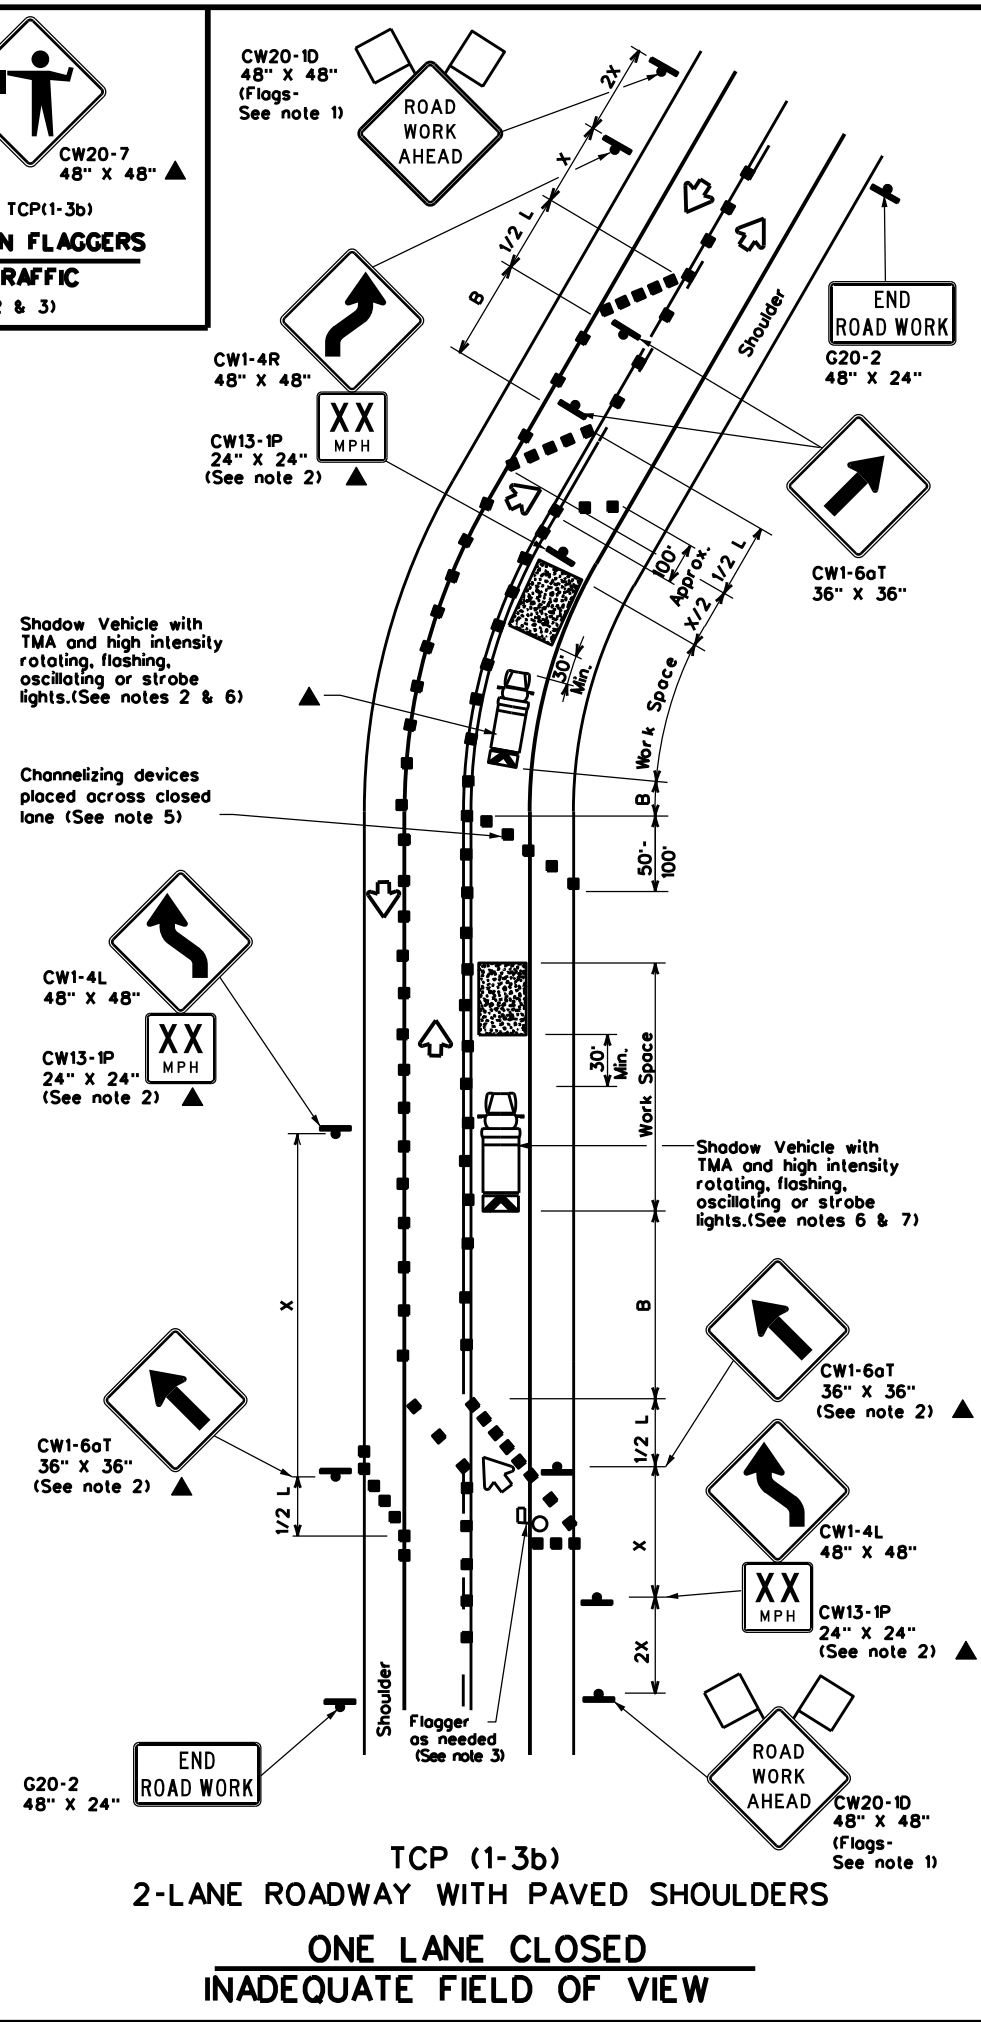 CW20-7
48" X 48"
TCP(1-3b)
N FLAGGERS
RAFFIC
2 & 3)
CW20-1D
48" X 48"
(Flags-
See note 1)
ROAD
WORK
AHEAD
2X
X
1/2 L
B
CW1-4R
48" X 48"
XX
MPH
CW13-1P
24" X 24"
(See note 2)
Shoulder
END
ROAD WORK
G20-2
48" X 24"
CW1-6aT
36" X 36"
100'
Approx.
1/2 L
X/2
30'
Min.
Work Space
B
50'-
100'
Shadow Vehicle with
TMA and high intensity
rotating, flashing,
oscillating or strobe
lights.(See notes 2 & 6)
Channelizing devices
placed across closed
lane (See note 5)
CW1-4L
48" X 48"
XX
MPH
CW13-1P
24" X 24"
(See note 2)
30'
Min.
Work Space
Shadow Vehicle with
TMA and high intensity
rotating, flashing,
oscillating or strobe
lights.(See notes 6 & 7)
X
B
CW1-6aT
36" X 36"
(See note 2)
1/2 L
CW1-6aT
36" X 36"
(See note 2)
1/2 L
X
CW1-4L
48" X 48"
XX
MPH
CW13-1P
24" X 24"
(See note 2)
2X
Shoulder
Flagger
as needed
(See note 3)
END
ROAD WORK
G20-2
48" X 24"
ROAD
WORK
AHEAD
CW20-1D
48" X 48"
(Flags-
See note 1)
TCP (1-3b)
2-LANE ROADWAY WITH PAVED SHOULDERS
ONE LANE CLOSED
INADEQUATE FIELD OF VIEW